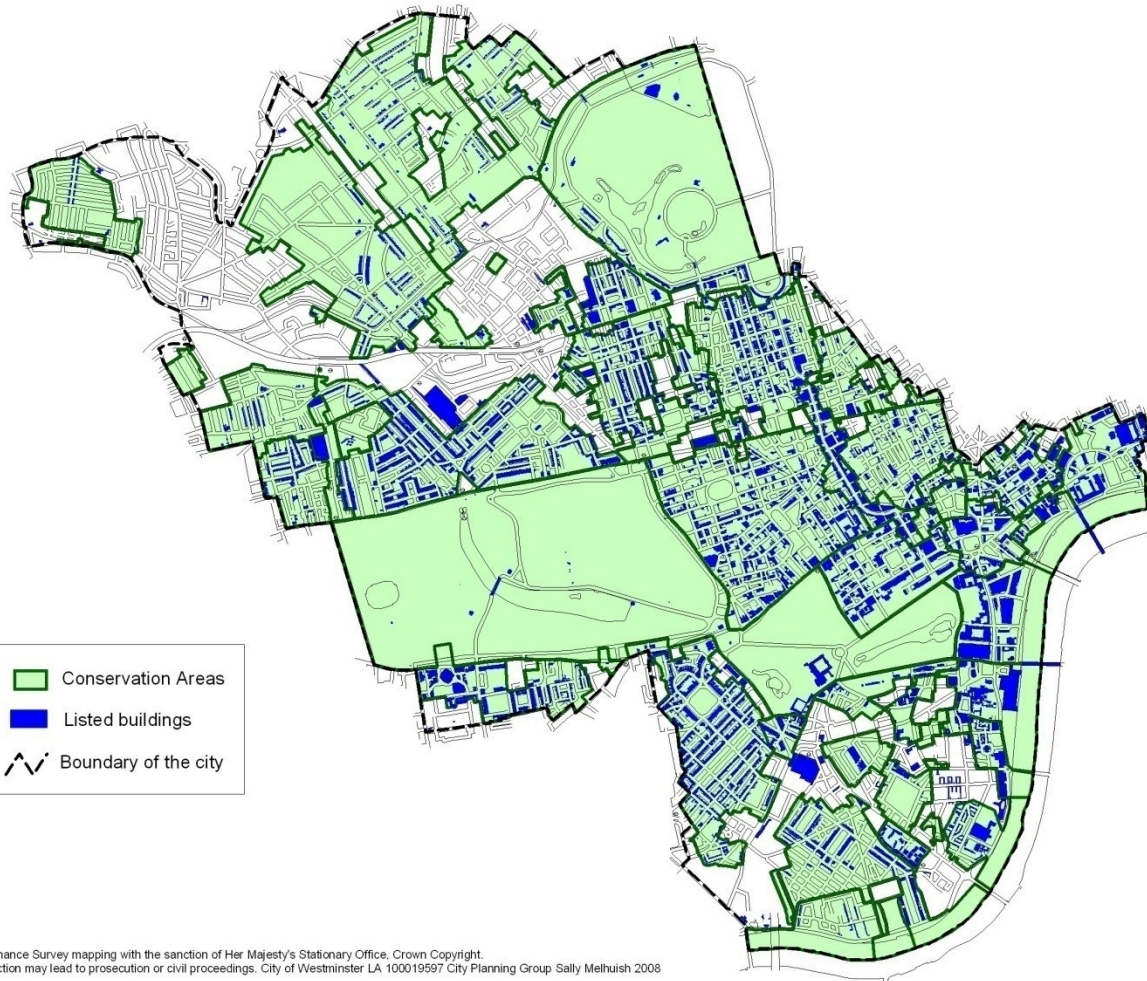 Conservation Areas
Listed buildings
Boundary of the city
nance Survey mapping with the sanction of Her Majesty's Stationary Office, Crown Copyright.
ction may lead to prosecution or civil proceedings. City of Westminster LA 100019597 City Planning Group Sally Melhuish 2008